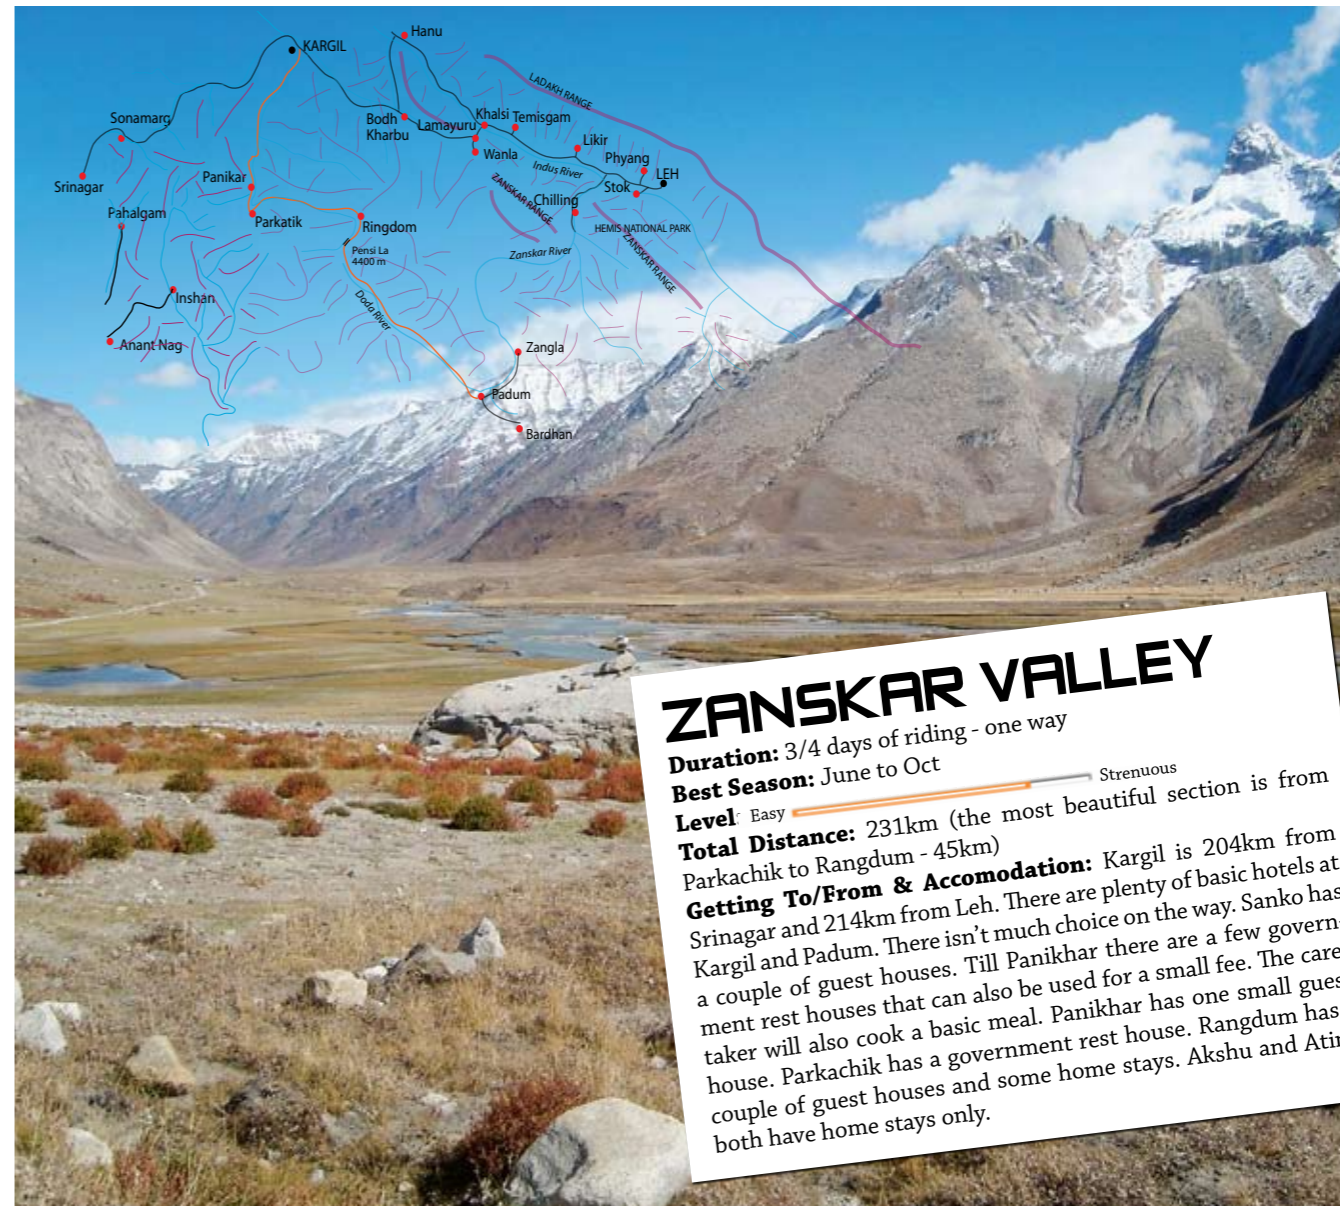 Hanu
KARGIL
LADAKH RANGE
Sonamarg
Bodh
Kharbu
Lamayuru
Khalsi
Temisgam
Likir
Wanla
Indus River
Phyang
LEH
Srinagar
Panikar
ZANSKAR RANGE
Chilling
Stok
Pahalgam
Parkatik
Ringdom
HEMIS NATIONAL PARK
Pensi La
4400 m
Zanskar River
ZANSKAR RANGE
Inshan
Doda River
Anant Nag
Zangla
Padum
Bardhan
ZANSKAR VALLEY
Duration: 3/4 days of riding - one way
Best Season: June to Oct
Level: Easy Strenuous
Total Distance: 231km (the most beautiful section is from
Parkachik to Rangdum - 45km)
Getting To/From & Accomodation: Kargil is 204km from
Srinagar and 214km from Leh. There are plenty of basic hotels at
Kargil and Padum. There isn't much choice on the way. Sanko has
a couple of guest houses. Till Panikhar there are a few govern-
ment rest houses that can also be used for a small fee. The care
taker will also cook a basic meal. Panikhar has one small gues
house. Parkachik has a government rest house. Rangdum has
couple of guest houses and some home stays. Akshu and Atin
both have home stays only.